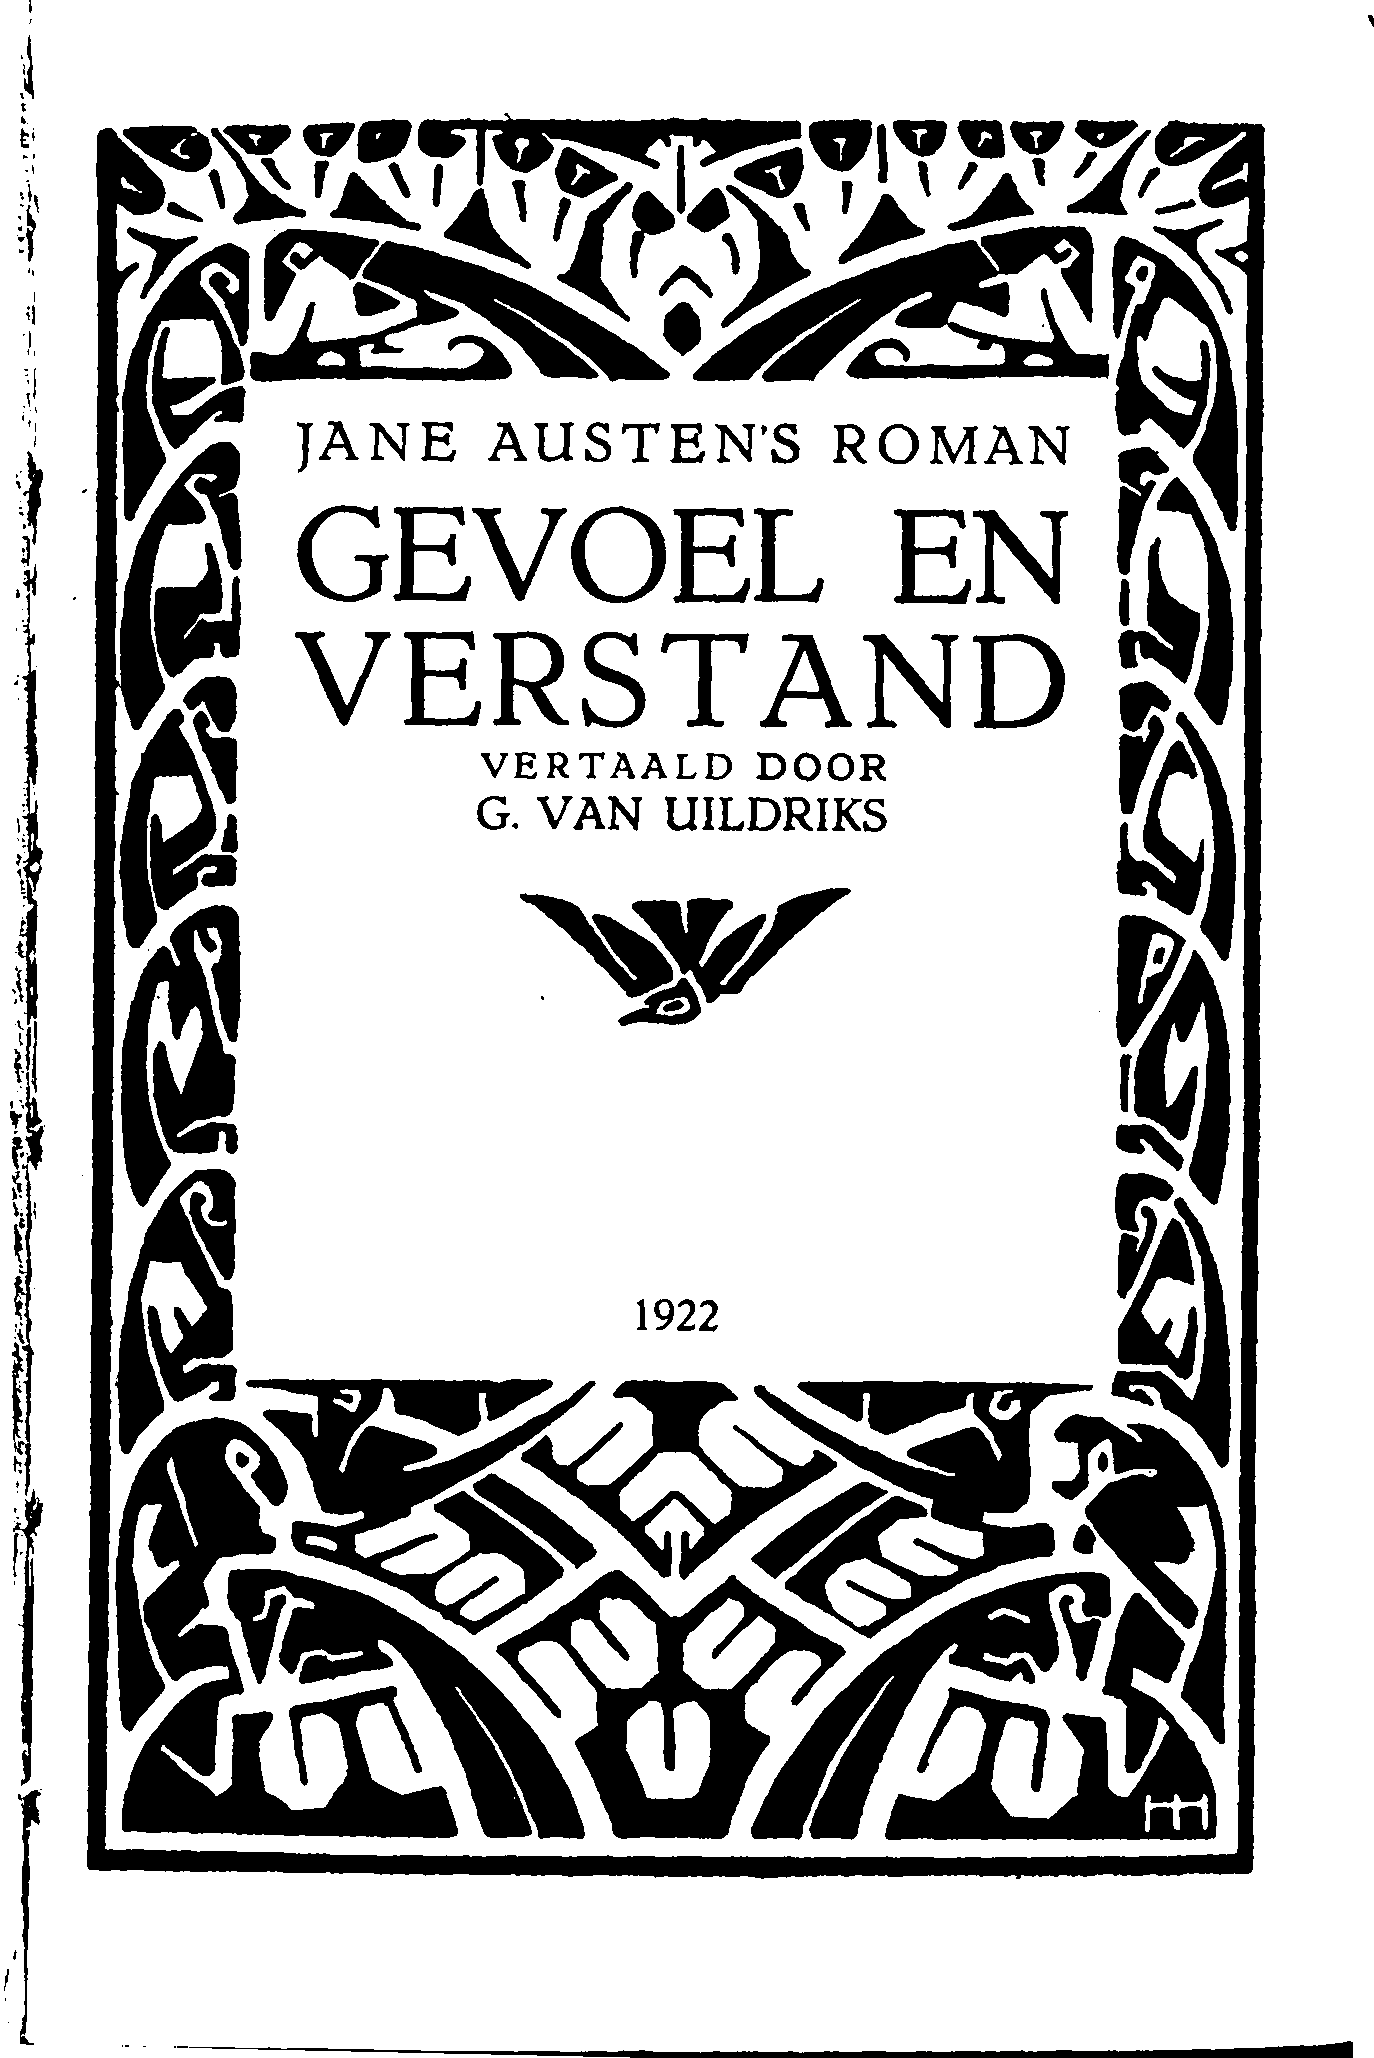 JANE AUSTEN'S ROMAN
GEVOEL EN
VERSTAND
VERTAALD DOOR
G. VAN UILDRIKS
1922